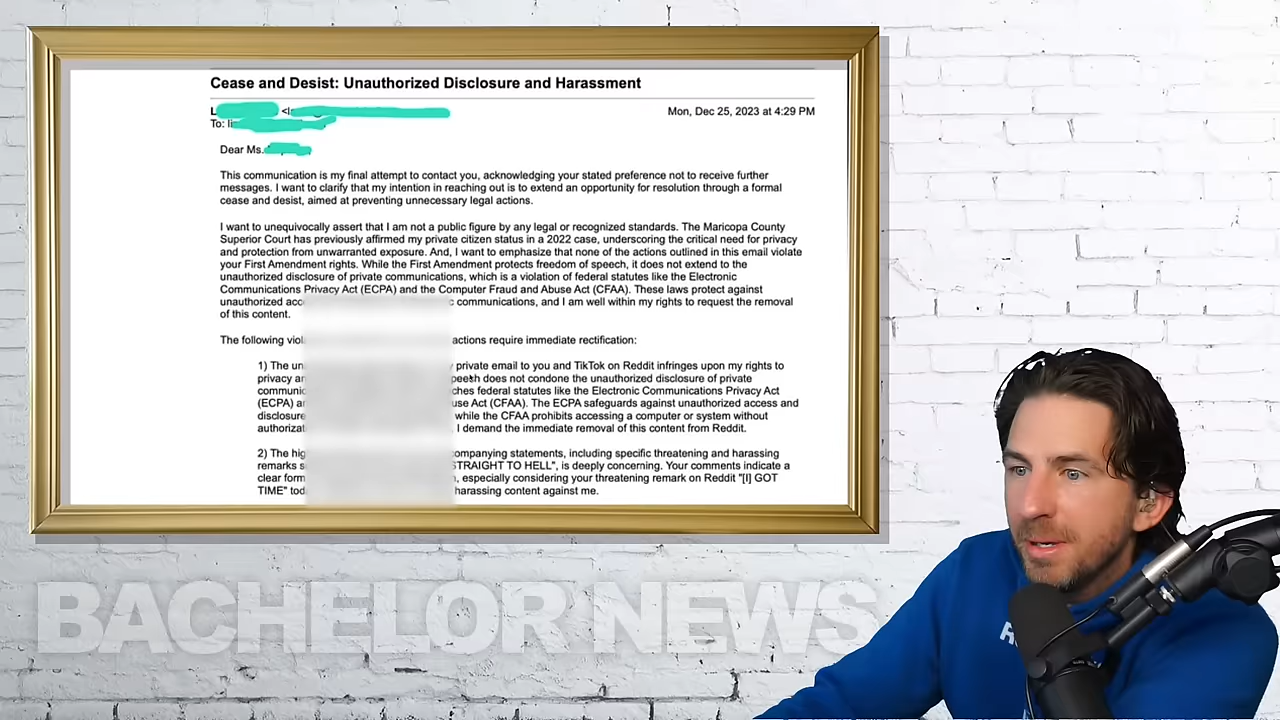 Cease and Desist: Unauthorized Disclosure and Harassment
Mon, Dec 25, 2023 at 4:29 PM
To:
Dear Ms.
This communication is my final attempt to contact you, acknowledging your stated preference not to receive further
messages. I want to clarify that my intention in reaching out is to extend an opportunity for resolution through a formal
cease and desist, aimed at preventing unnecessary legal actions.
I want to unequivocally assert that I am not a public figure by any legal or recognized standards. The Maricopa County
Superior Court has previously affirmed my private citizen status in a 2022 case, underscoring the critical need for privacy
and protection from unwarranted exposure. And, I want to emphasize that none of the actions outlined in this email violate
your First Amendment rights. While the First Amendment protects freedom of speech, it does not extend to the
unauthorized disclosure of private communications, which is a violation of federal statutes like the Electronic
Communications Privacy Act (ECPA) and the Computer Fraud and Abuse Act (CFAA). These laws protect against
unauthorized communications, and I am well within my rights to request the removal
of this content.
The following actions require immediate rectification:
1) The private email to you and TikTok on Reddit infringes upon my rights to
privacy does not condone the unauthorized disclosure of private
federal statutes like the Electronic Communications Privacy Act
(ECPA) Act (CFAA). The ECPA safeguards against unauthorized access and
disclosure while the CFAA prohibits accessing a computer or system without
I demand the immediate removal of this content from Reddit.
2) The statements, including specific threatening and harassing
remarks STRAIGHT TO HELL", is deeply concerning. Your comments indicate a
clear especially considering your threatening remark on Reddit "[I] GOT
TIME" harassing content against me.
BACHELOR NEWS